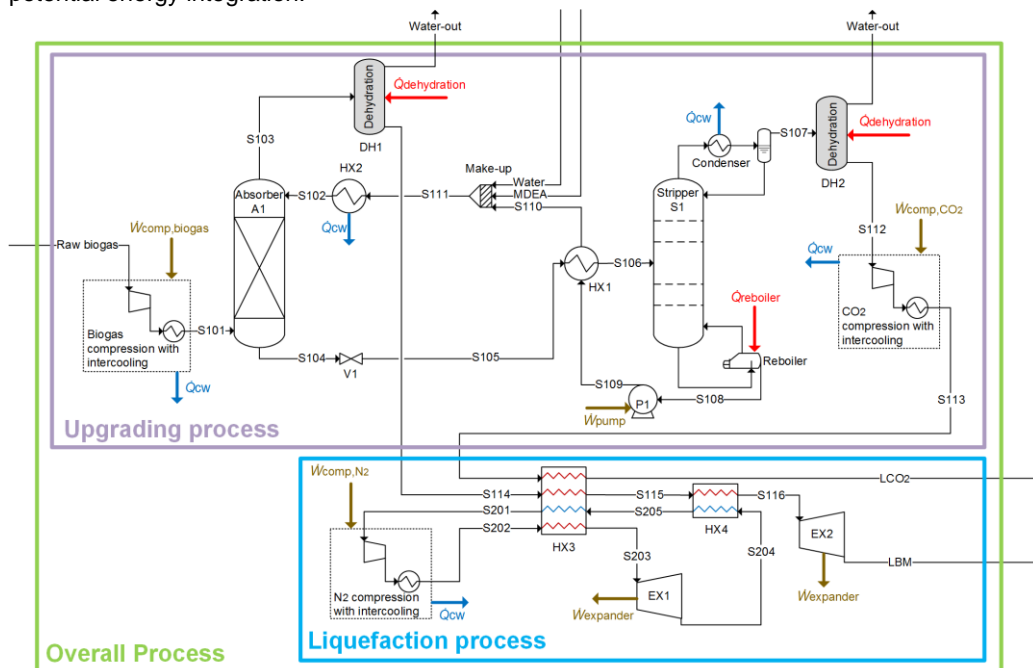 potential energy integration.
Water-out
Water-out
Q̇dehydration
Dehydration
DH1
S103
Q̇cw
Condenser
S107
Dehydration
Q̇dehydration
DH2
HX2
Make-up
Water
MDEA
S110
S111
S102
Absorber
A1
Stripper
S1
Ẇcomp,biogas
Q̇cw
Ẇcomp,CO2
S112
Q̇cw
Raw biogas
S106
HX1
S101
Biogas
compression with
intercooling
Q̇cw
S104
V1
S105
Q̇reboiler
Reboiler
CO2
compression with
intercooling
S109
S108
P1
Ẇpump
S113
Upgrading process
Ẇcomp,N2
LCO2
S114
S115
S116
S201
S205
S202
HX3
HX4
EX2
S203
S204
LBM
N2 compression
with intercooling
Q̇cw
EX1
Ẇexpander
Ẇexpander
Liquefaction process
Overall Process